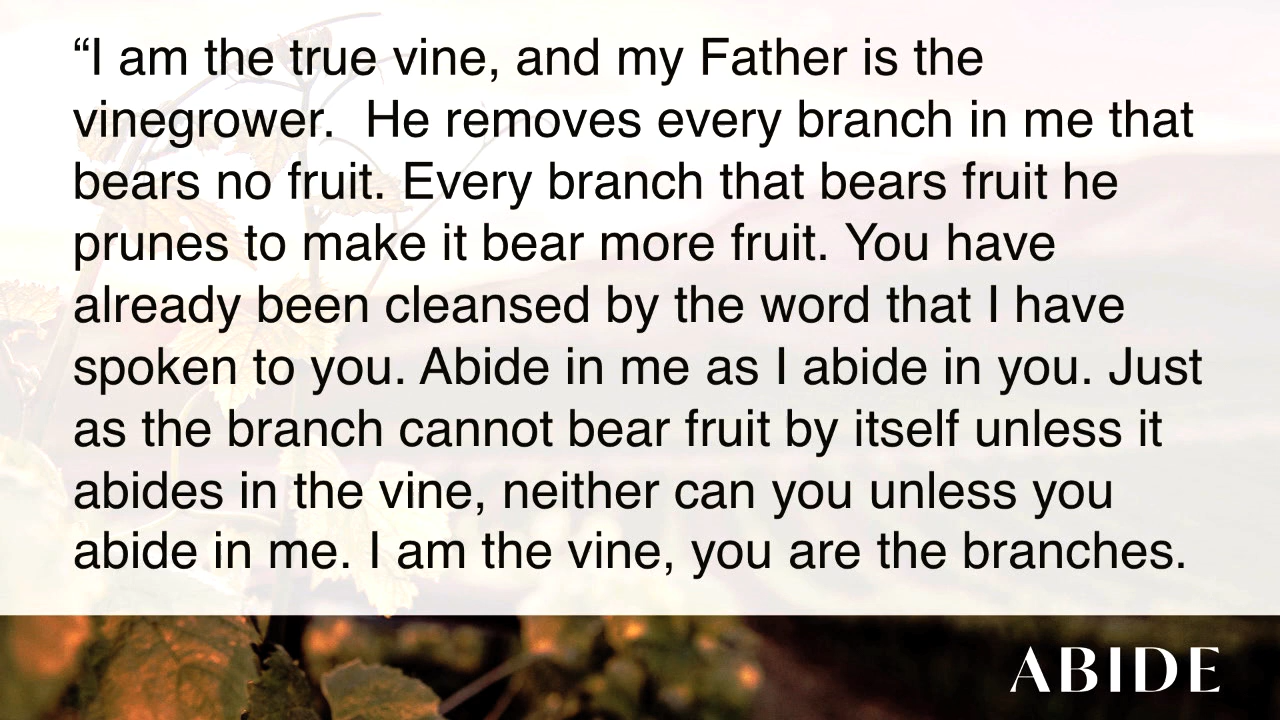 “I am the true vine, and my Father is the
vinegrower.  He removes every branch in me that
bears no fruit. Every branch that bears fruit he
prunes to make it bear more fruit. You have
already been cleansed by the word that I have
spoken to you. Abide in me as I abide in you. Just
as the branch cannot bear fruit by itself unless it
abides in the vine, neither can you unless you
abide in me. I am the vine, you are the branches.
ABIDE